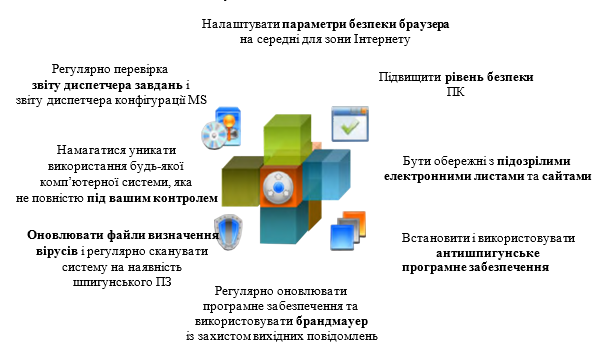 Налаштувати параметри безпеки браузера
на середні для зони Інтернету
Регулярно перевірка
звіту диспетчера завдань і
звіту диспетчера конфігурації MS
Підвищити рівень безпеки
ПК
Намагатися уникати
використання будь-якої
комп’ютерної системи, яка
не повністю під вашим контролем
Бути обережні з підозрілими
електронними листами та сайтами
Оновлювати файли визначення
вірусів і регулярно сканувати
систему на наявність
шпигунського ПЗ
Встановити і використовувати
антишпигунське
програмне забезпечення
Регулярно оновлювати
програмне забезпечення та
використовувати брандмауер
із захистом вихідних повідомлень